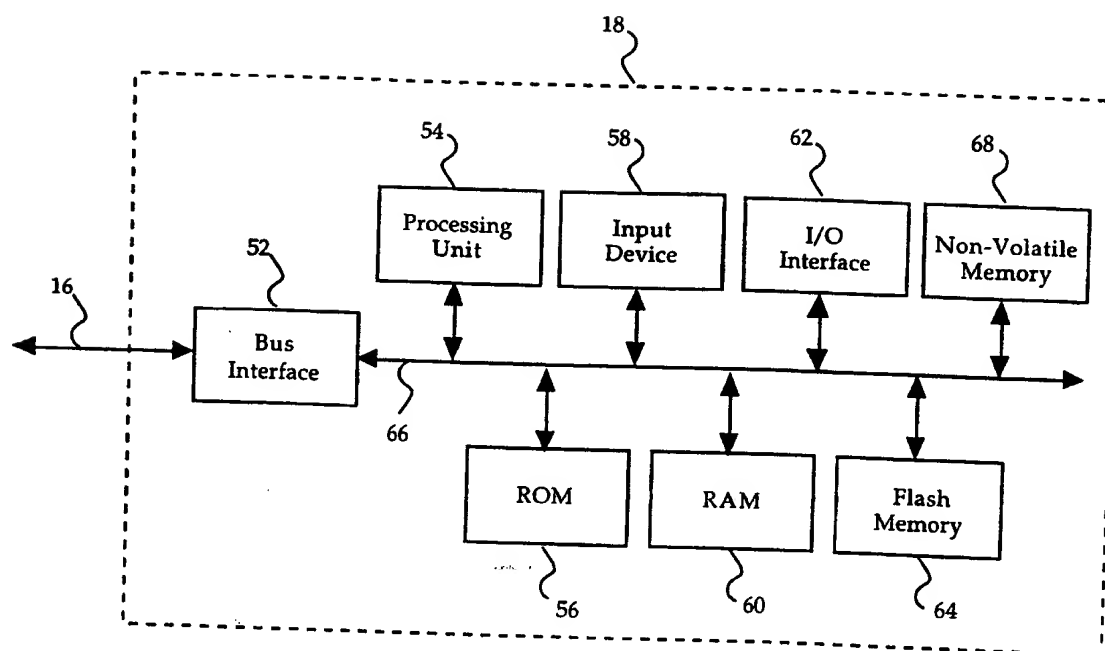 18
54
58
62
68
Processing
Unit
Input
Device
I/O
Interface
Non-Volatile
Memory
52
16
Bus
Interface
66
ROM
RAM
Flash
Memory
56
60
64